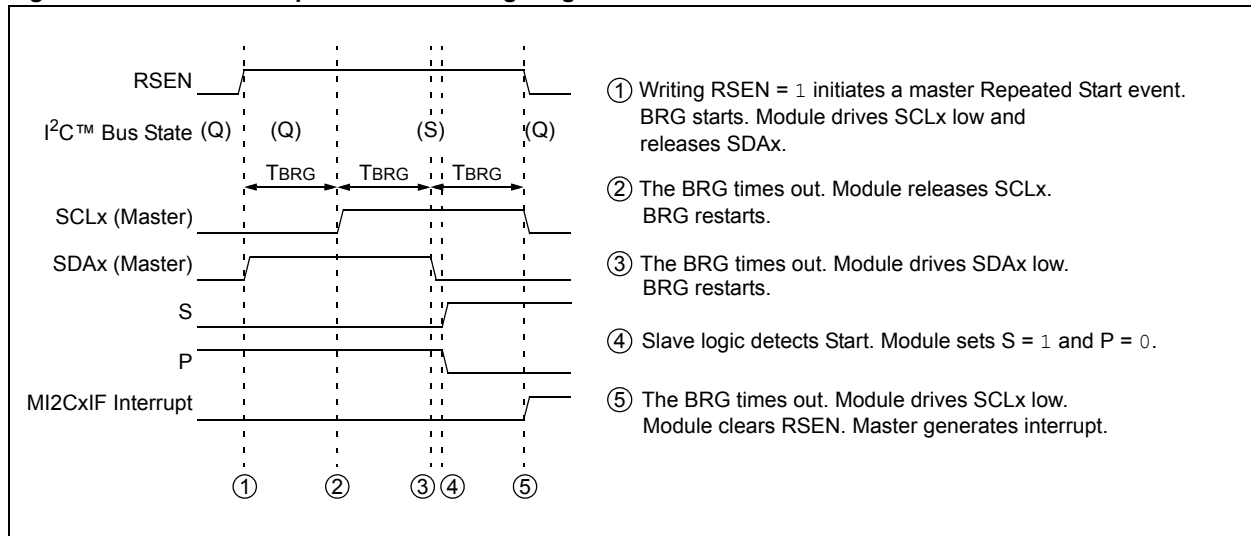 RSEN
I2C™ Bus State (Q) (Q) (S) (Q)
TBRG TBRG TBRG
SCLx (Master)
SDAx (Master)
S
P
MI2CxIF Interrupt
1 2 3 4 5
1 Writing RSEN = 1 initiates a master Repeated Start event.
BRG starts. Module drives SCLx low and
releases SDAx.
2 The BRG times out. Module releases SCLx.
BRG restarts.
3 The BRG times out. Module drives SDAx low.
BRG restarts.
4 Slave logic detects Start. Module sets S = 1 and P = 0.
5 The BRG times out. Module drives SCLx low.
Module clears RSEN. Master generates interrupt.